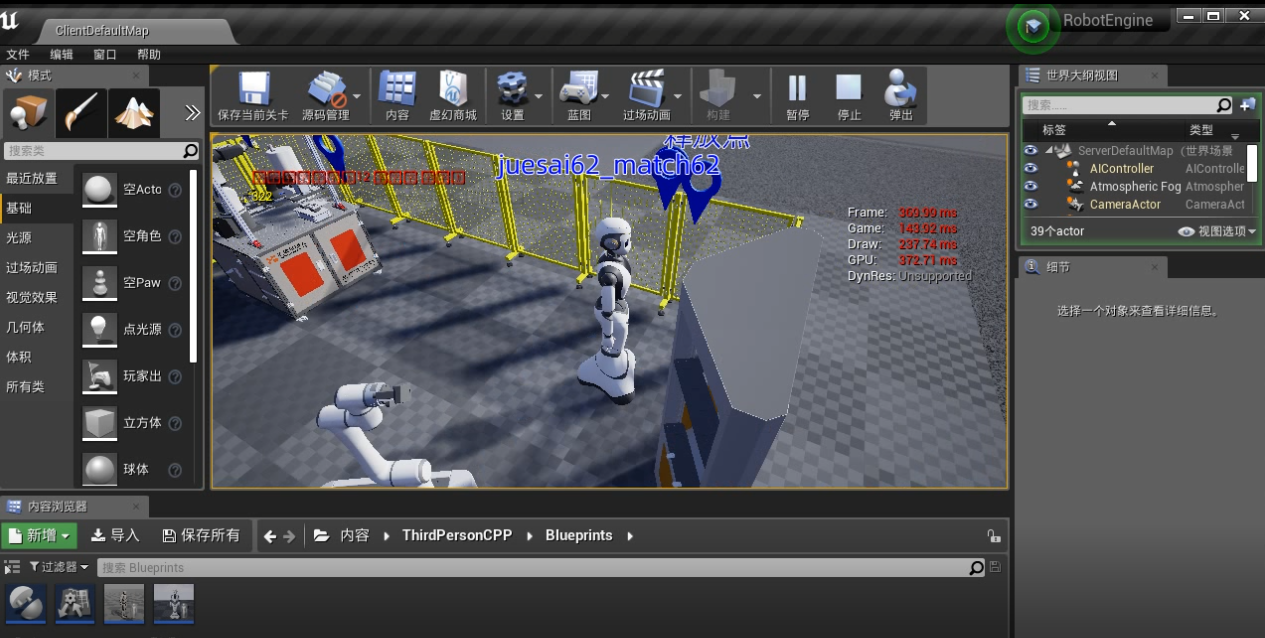 ClientDefaultMap
RobotEngine
文件 编辑 窗口 帮助
模式
搜索类
最近放置
基础
光源
过场动画
视觉效果
几何体
体积
所有类
空Acto
空角色
空Paw
点光源
玩家出
立方体
球体
保存当前关卡 源码管理 内容 虚幻商城 设置 蓝图 过场动画 构建 暂停 停止 弹出
释放点
juesai62_match62
322
Frame: 369.99 ms
Game: 143.92 ms
Draw: 237.74 ms
GPU: 372.71 ms
DynRes: Unsupported
世界大纲视图
搜索......
标签 类型
ServerDefaultMap (世界场景
AIController AIControlle
Atmospheric Fog Atmospher
CameraActor CameraAct
39个actor 视图选项
细节
选择一个对象来查看详细信息。
内容浏览器
新增 导入 保存所有 内容 ThirdPersonCPP Blueprints
过滤器 搜索 Blueprints